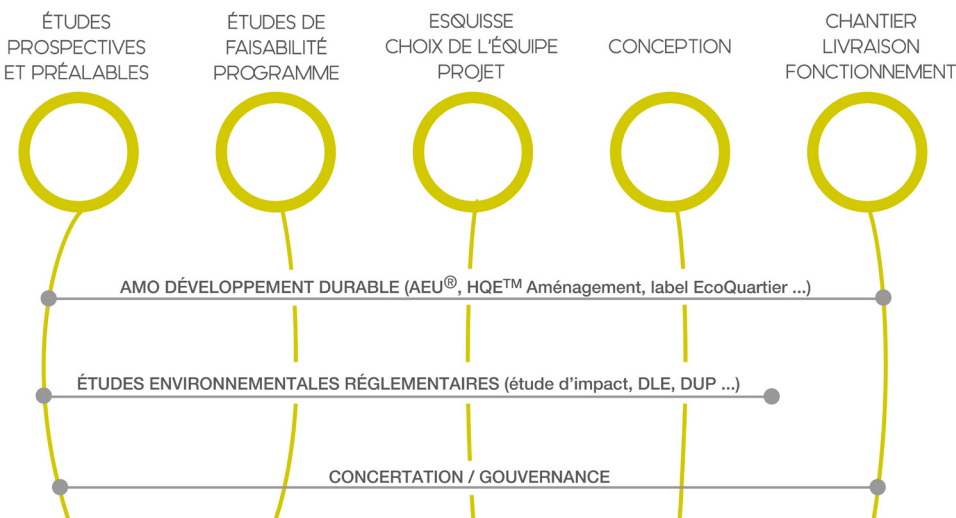 ÉTUDES
PROSPECTIVES
ET PRÉALABLES
ÉTUDES DE
FAISABILITÉ
PROGRAMME
ESQUISSE
CHOIX DE L'ÉQUIPE
PROJET
CONCEPTION
CHANTIER
LIVRAISON
FONCTIONNEMENT
AMO DÉVELOPPEMENT DURABLE (AEU®, HQE™ Aménagement, label EcoQuartier ...)
ÉTUDES ENVIRONNEMENTALES RÉGLEMENTAIRES (étude d'impact, DLE, DUP ...)
CONCERTATION / GOUVERNANCE